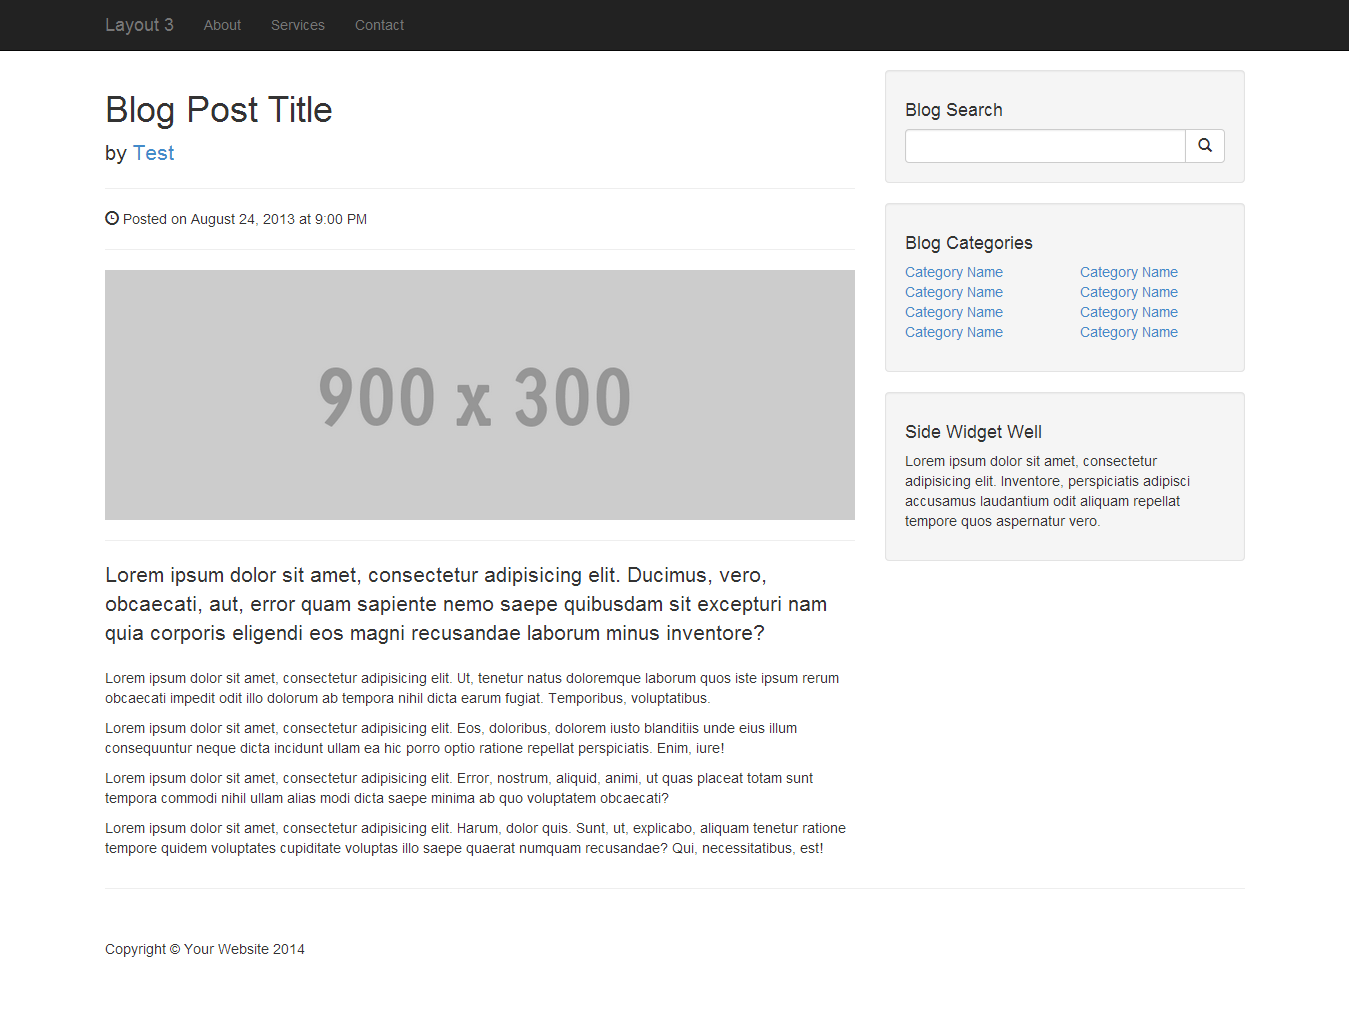 Layout 3 About Services Contact
Blog Post Title
by Test
Posted on August 24, 2013 at 9:00 PM
900 x 300
Lorem ipsum dolor sit amet, consectetur adipisicing elit. Ducimus, vero,
obcaecati, aut, error quam sapiente nemo saepe quibusdam sit excepturi nam
quia corporis eligendi eos magni recusandae laborum minus inventore?
Lorem ipsum dolor sit amet, consectetur adipisicing elit. Ut, tenetur natus doloremque laborum quos iste ipsum rerum
obcaecati impedit odit illo dolorum ab tempora nihil dicta earum fugiat. Temporibus, voluptatibus.
Lorem ipsum dolor sit amet, consectetur adipisicing elit. Eos, doloribus, dolorem iusto blanditiis unde eius illum
consequuntur neque dicta incidunt ullam ea hic porro optio ratione repellat perspiciatis. Enim, iure!
Lorem ipsum dolor sit amet, consectetur adipisicing elit. Error, nostrum, aliquid, animi, ut quas placeat totam sunt
tempora commodi nihil ullam alias modi dicta saepe minima ab quo voluptatem obcaecati?
Lorem ipsum dolor sit amet, consectetur adipisicing elit. Harum, dolor quis. Sunt, ut, explicabo, aliquam tenetur ratione
tempore quidem voluptates cupiditate voluptas illo saepe quaerat numquam recusandae? Qui, necessitatibus, est!
Blog Search
Blog Categories
Category Name Category Name
Category Name Category Name
Category Name Category Name
Category Name Category Name
Side Widget Well
Lorem ipsum dolor sit amet, consectetur
adipisicing elit. Inventore, perspiciatis adipisci
accusamus laudantium odit aliquam repellat
tempore quos aspernatur vero.
Copyright © Your Website 2014